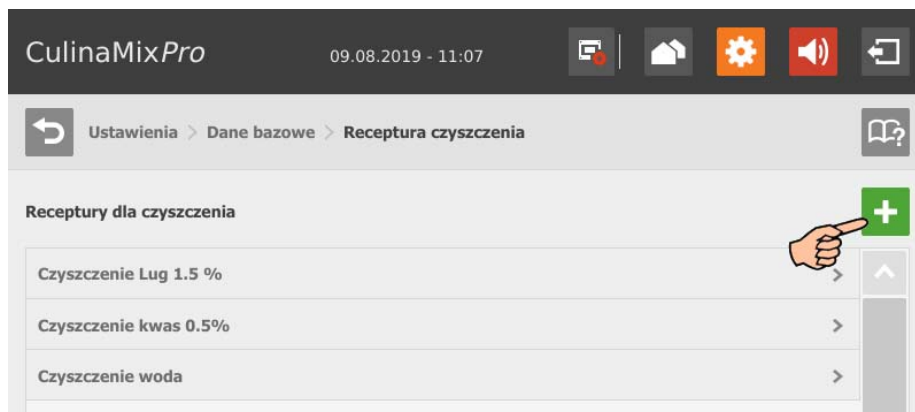 CulinaMixPro 09.08.2019 - 11:07
Ustawienia > Dane bazowe > Receptura czyszczenia
Receptury dla czyszczenia
Czyszczenie Lug 1.5 %
Czyszczenie kwas 0.5%
Czyszczenie woda